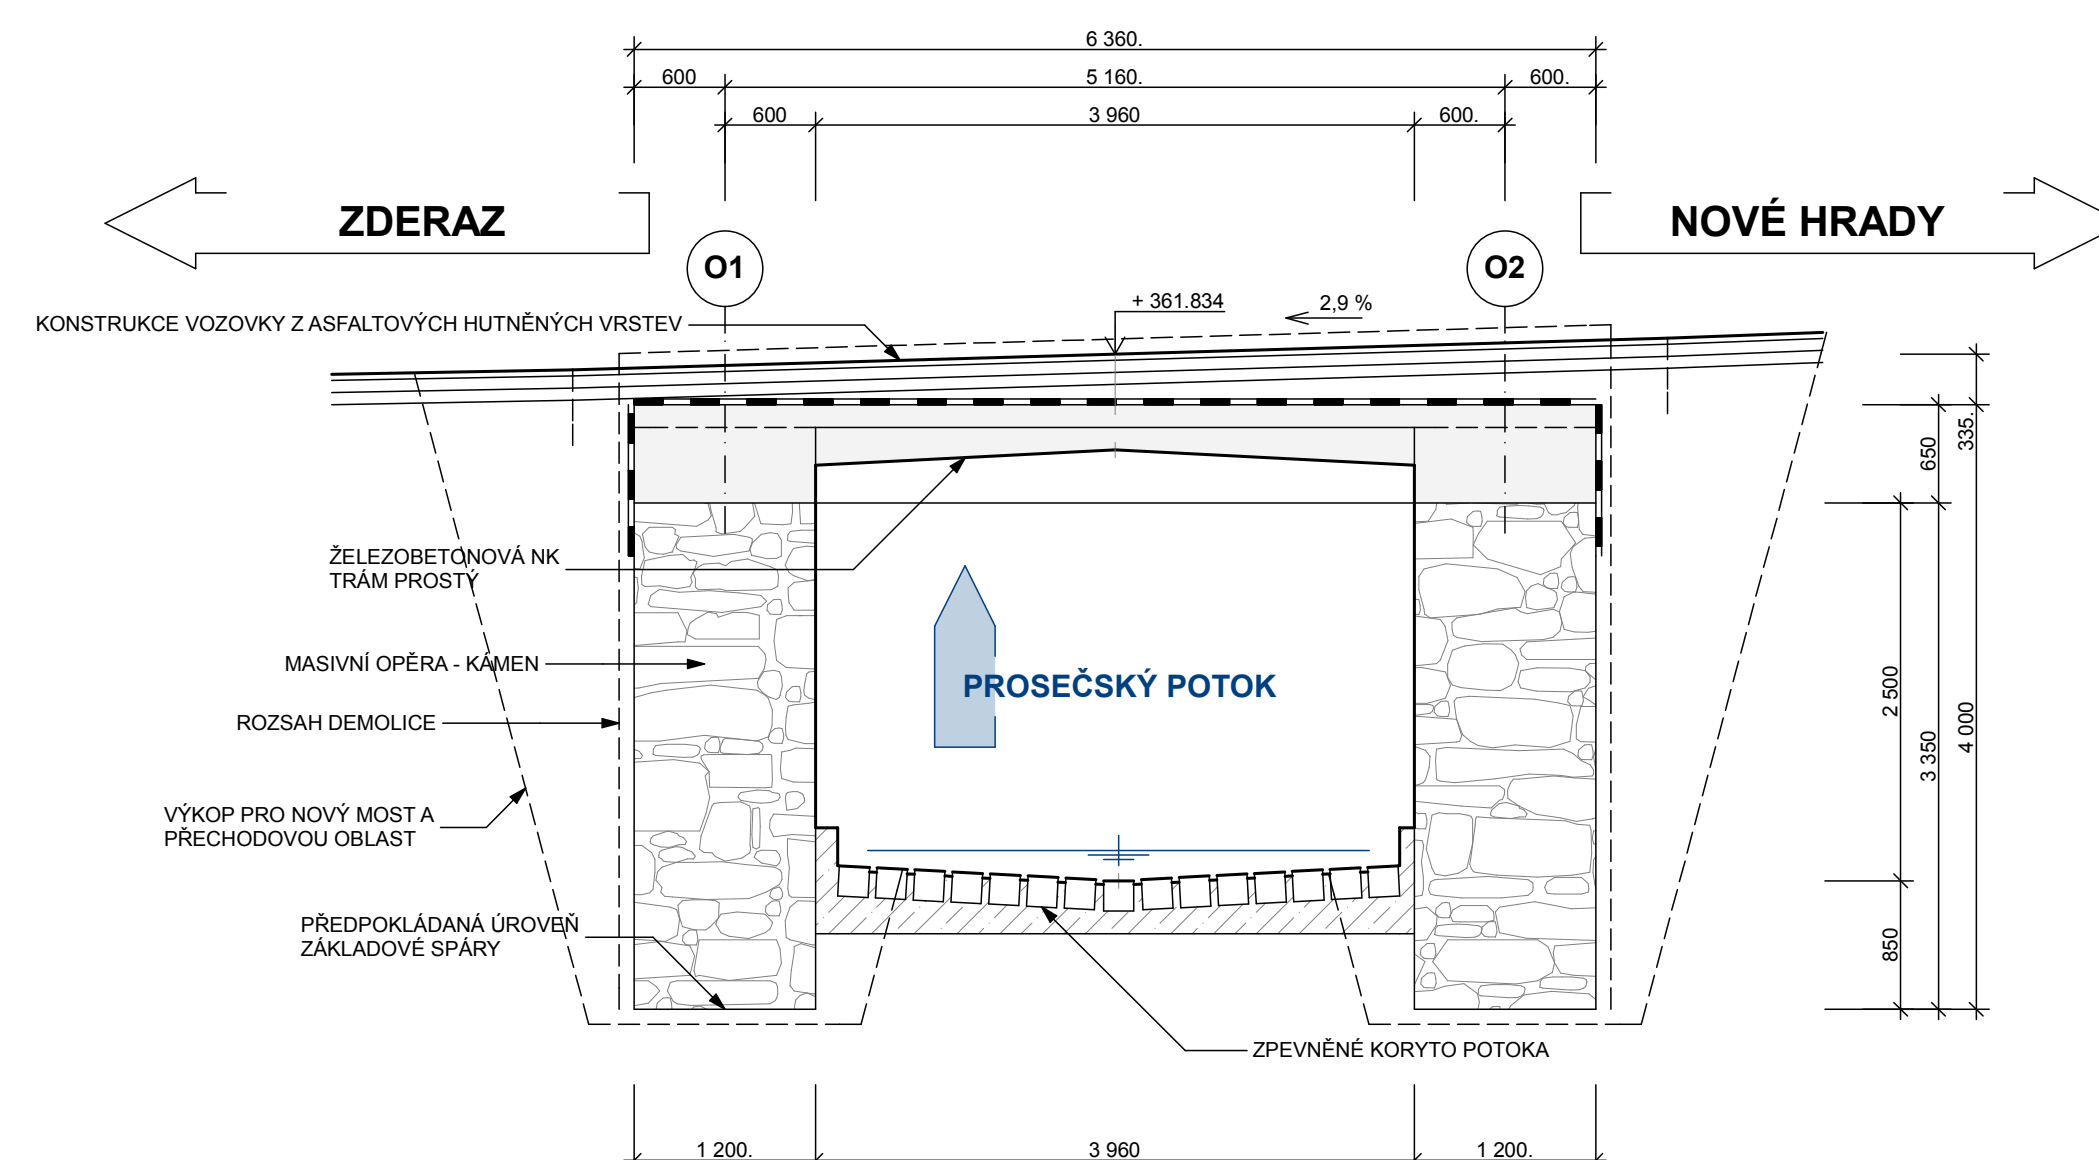 6 360.
600
5 160.
600.
600
3 960
600.
ZDERAZ
NOVÉ HRADY
O1
O2
+ 361.834
2,9 %
KONSTRUKCE VOZOVKY Z ASFALTOVÝCH HUTNĚNÝCH VRSTEV
335.
650
ŽELEZOBETONOVÁ NK
TRÁM PROSTÝ
MASIVNÍ OPĚRA - KÁMEN
PROSEČSKÝ POTOK
2 500
3 350
4 000
ROZSAH DEMOLICE
VÝKOP PRO NOVÝ MOST A
PŘECHODOVOU OBLAST
PŘEDPOKLÁDANÁ ÚROVEŇ
ZÁKLADOVÉ SPÁRY
850
ZPEVNĚNÉ KORYTO POTOKA
1 200.
3 960
1 200.